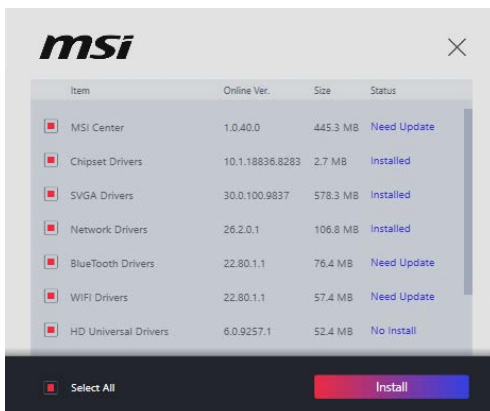 msi
Item Online Ver. Size Status
MSI Center 1.0.40.0 445.3 MB Need Update
Chipset Drivers 10.1.18836.8283 2.7 MB Installed
SVGA Drivers 30.0.100.9837 578.3 MB Installed
Network Drivers 26.2.0.1 106.8 MB Installed
BlueTooth Drivers 22.80.1.1 76.4 MB Need Update
WIFI Drivers 22.80.1.1 57.4 MB Need Update
HD Universal Drivers 6.0.9257.1 52.4 MB No Install
Select All Install